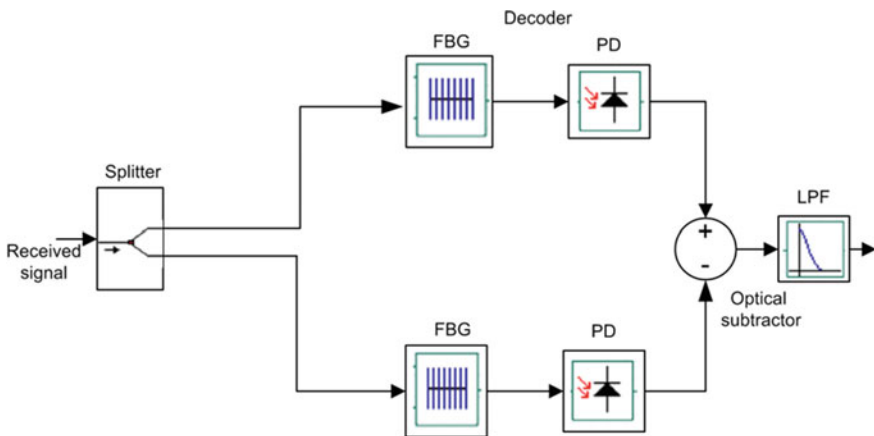 Decoder
FBG
PD
Splitter
LPF
Received
signal
+
-
Optical
subtractor
FBG
PD